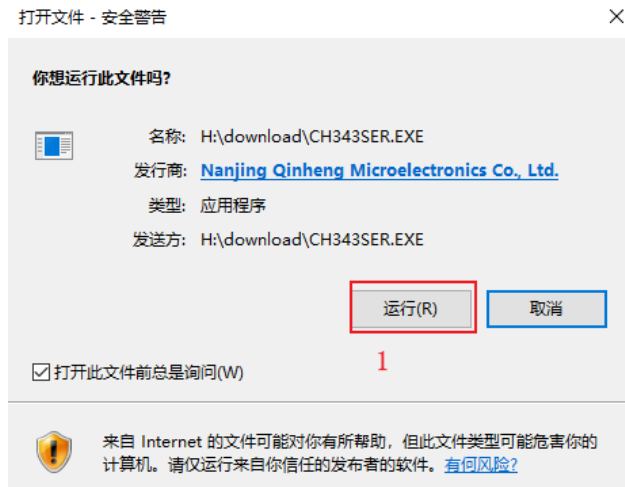 打开文件 - 安全警告
你想运行此文件吗?
名称: H:\download\CH343SER.EXE
发行商: Nanjing Qinheng Microelectronics Co., Ltd.
类型: 应用程序
发送方: H:\download\CH343SER.EXE
运行(R) 取消
1
打开此文件前总是询问(W)
来自 Internet 的文件可能对你有所帮助，但此文件类型可能危害你的
计算机。请仅运行来自你信任的发布者的软件。有何风险?